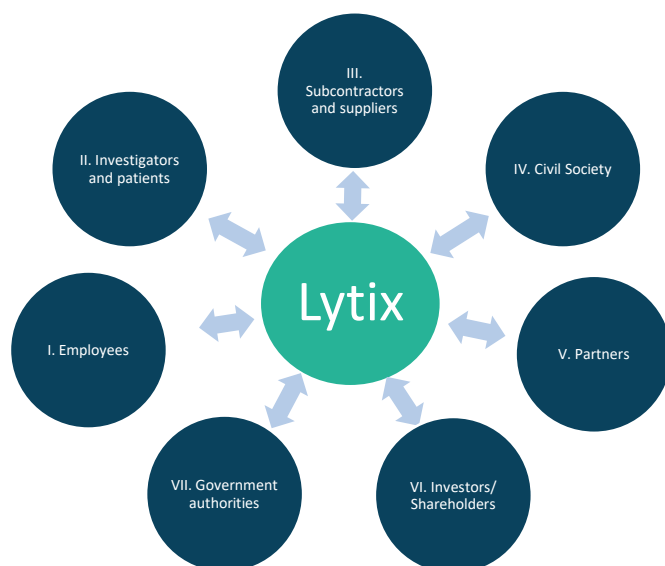 III.
Subcontractors
and suppliers
II. Investigators
and patients
IV. Civil Society
Lytix
I. Employees
V. Partners
VII. Government
authorities
VI. Investors/
Shareholders